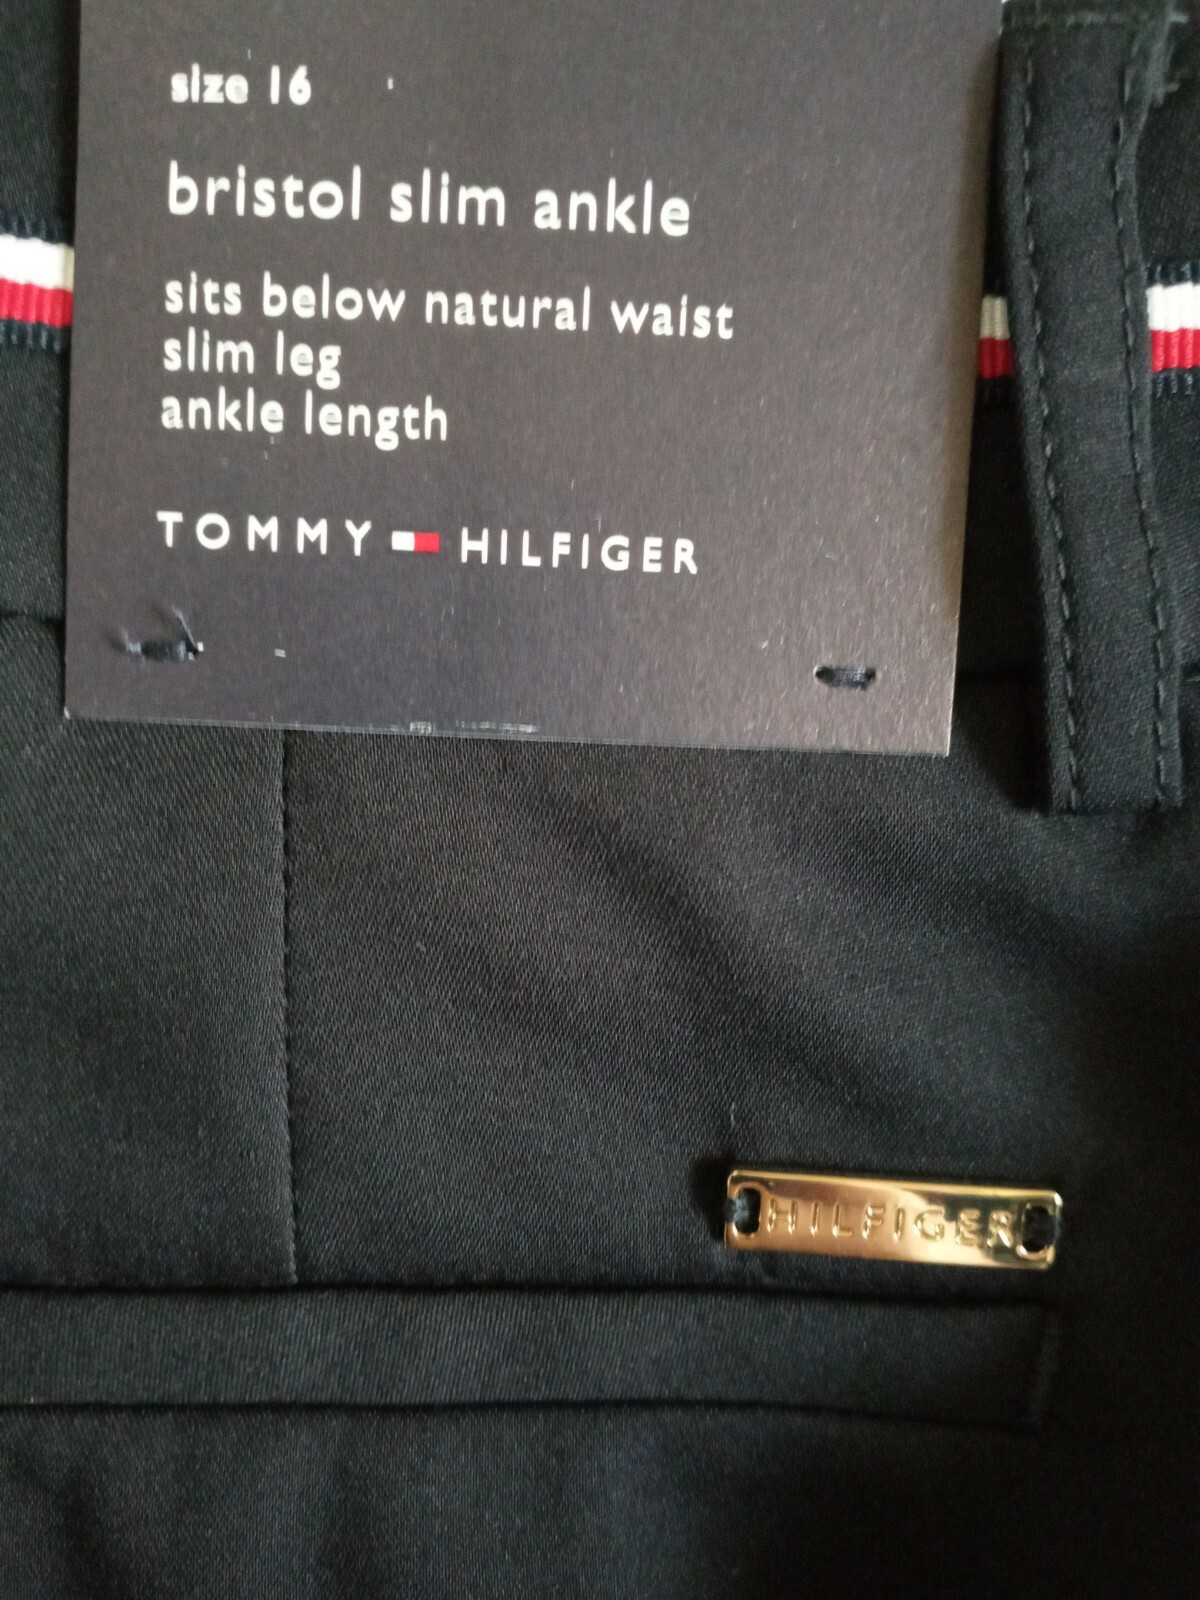 size 16
bristol slim ankle
sits below natural waist
slim leg
ankle length
TOMMY HILFIGER
HILFIGER